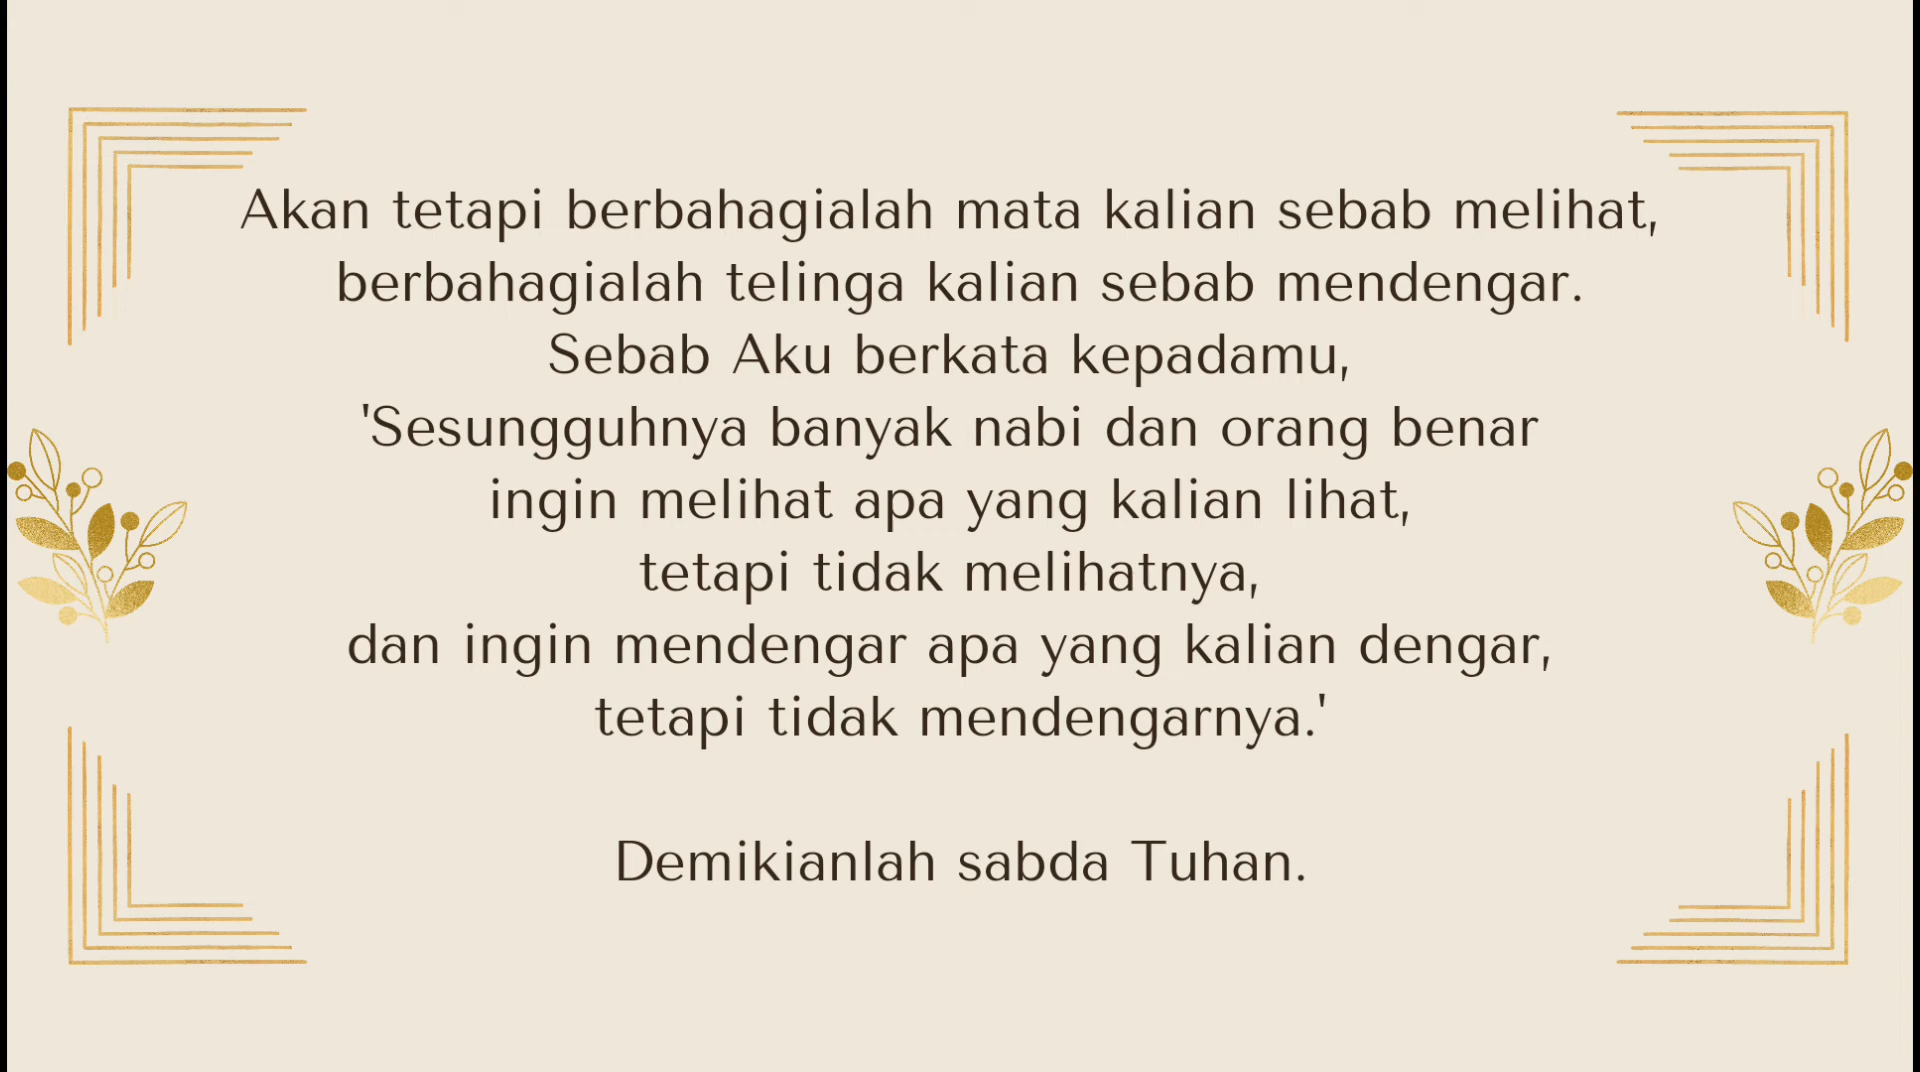 Akan tetapi berbahagialah mata kalian sebab melihat,
berbahagialah telinga kalian sebab mendengar.
Sebab Aku berkata kepadamu,
'Sesungguhnya banyak nabi dan orang benar
ingin melihat apa yang kalian lihat,
tetapi tidak melihatnya,
dan ingin mendengar apa yang kalian dengar,
tetapi tidak mendengarnya.'
Demikianlah sabda Tuhan.